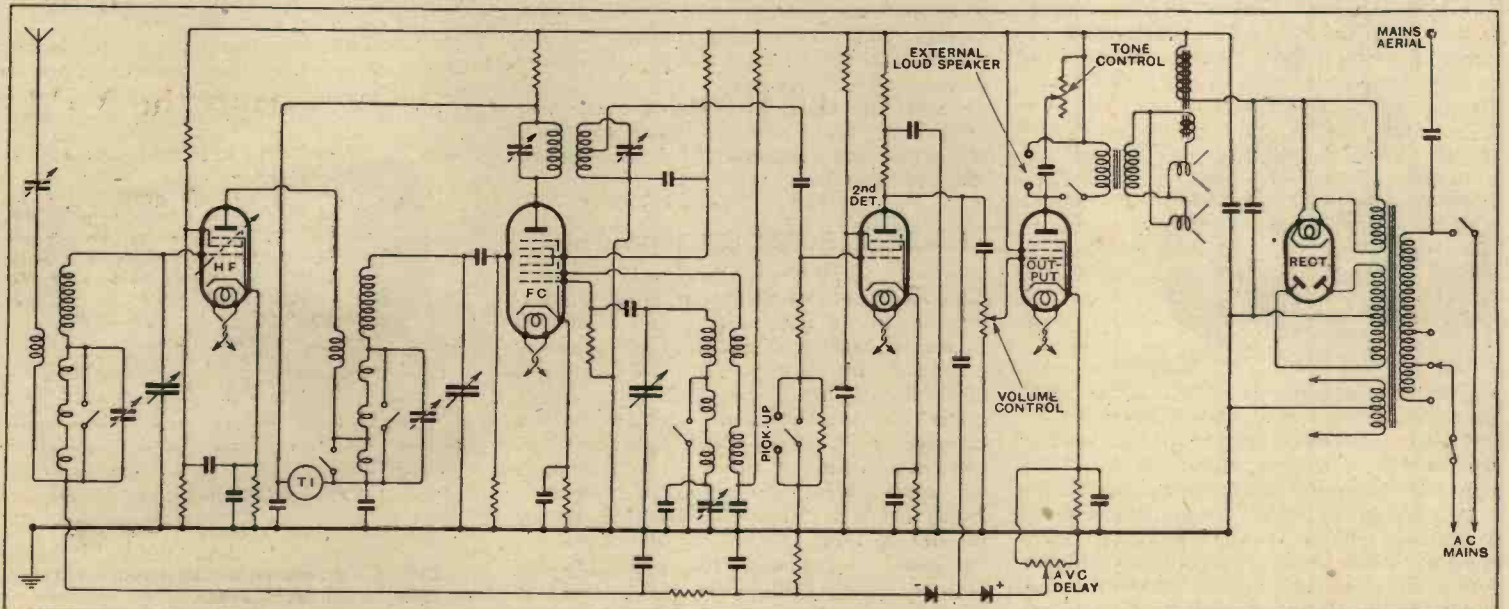 MAINS
AERIAL
EXTERNAL
LOUD SPEAKER
TONE
CONTROL
2nd
DET.
HF
FC
OUT-
PUT
RECT.
TI
PICK-UP
VOLUME
CONTROL
A.C
MAINS
- +
AVC
DELAY